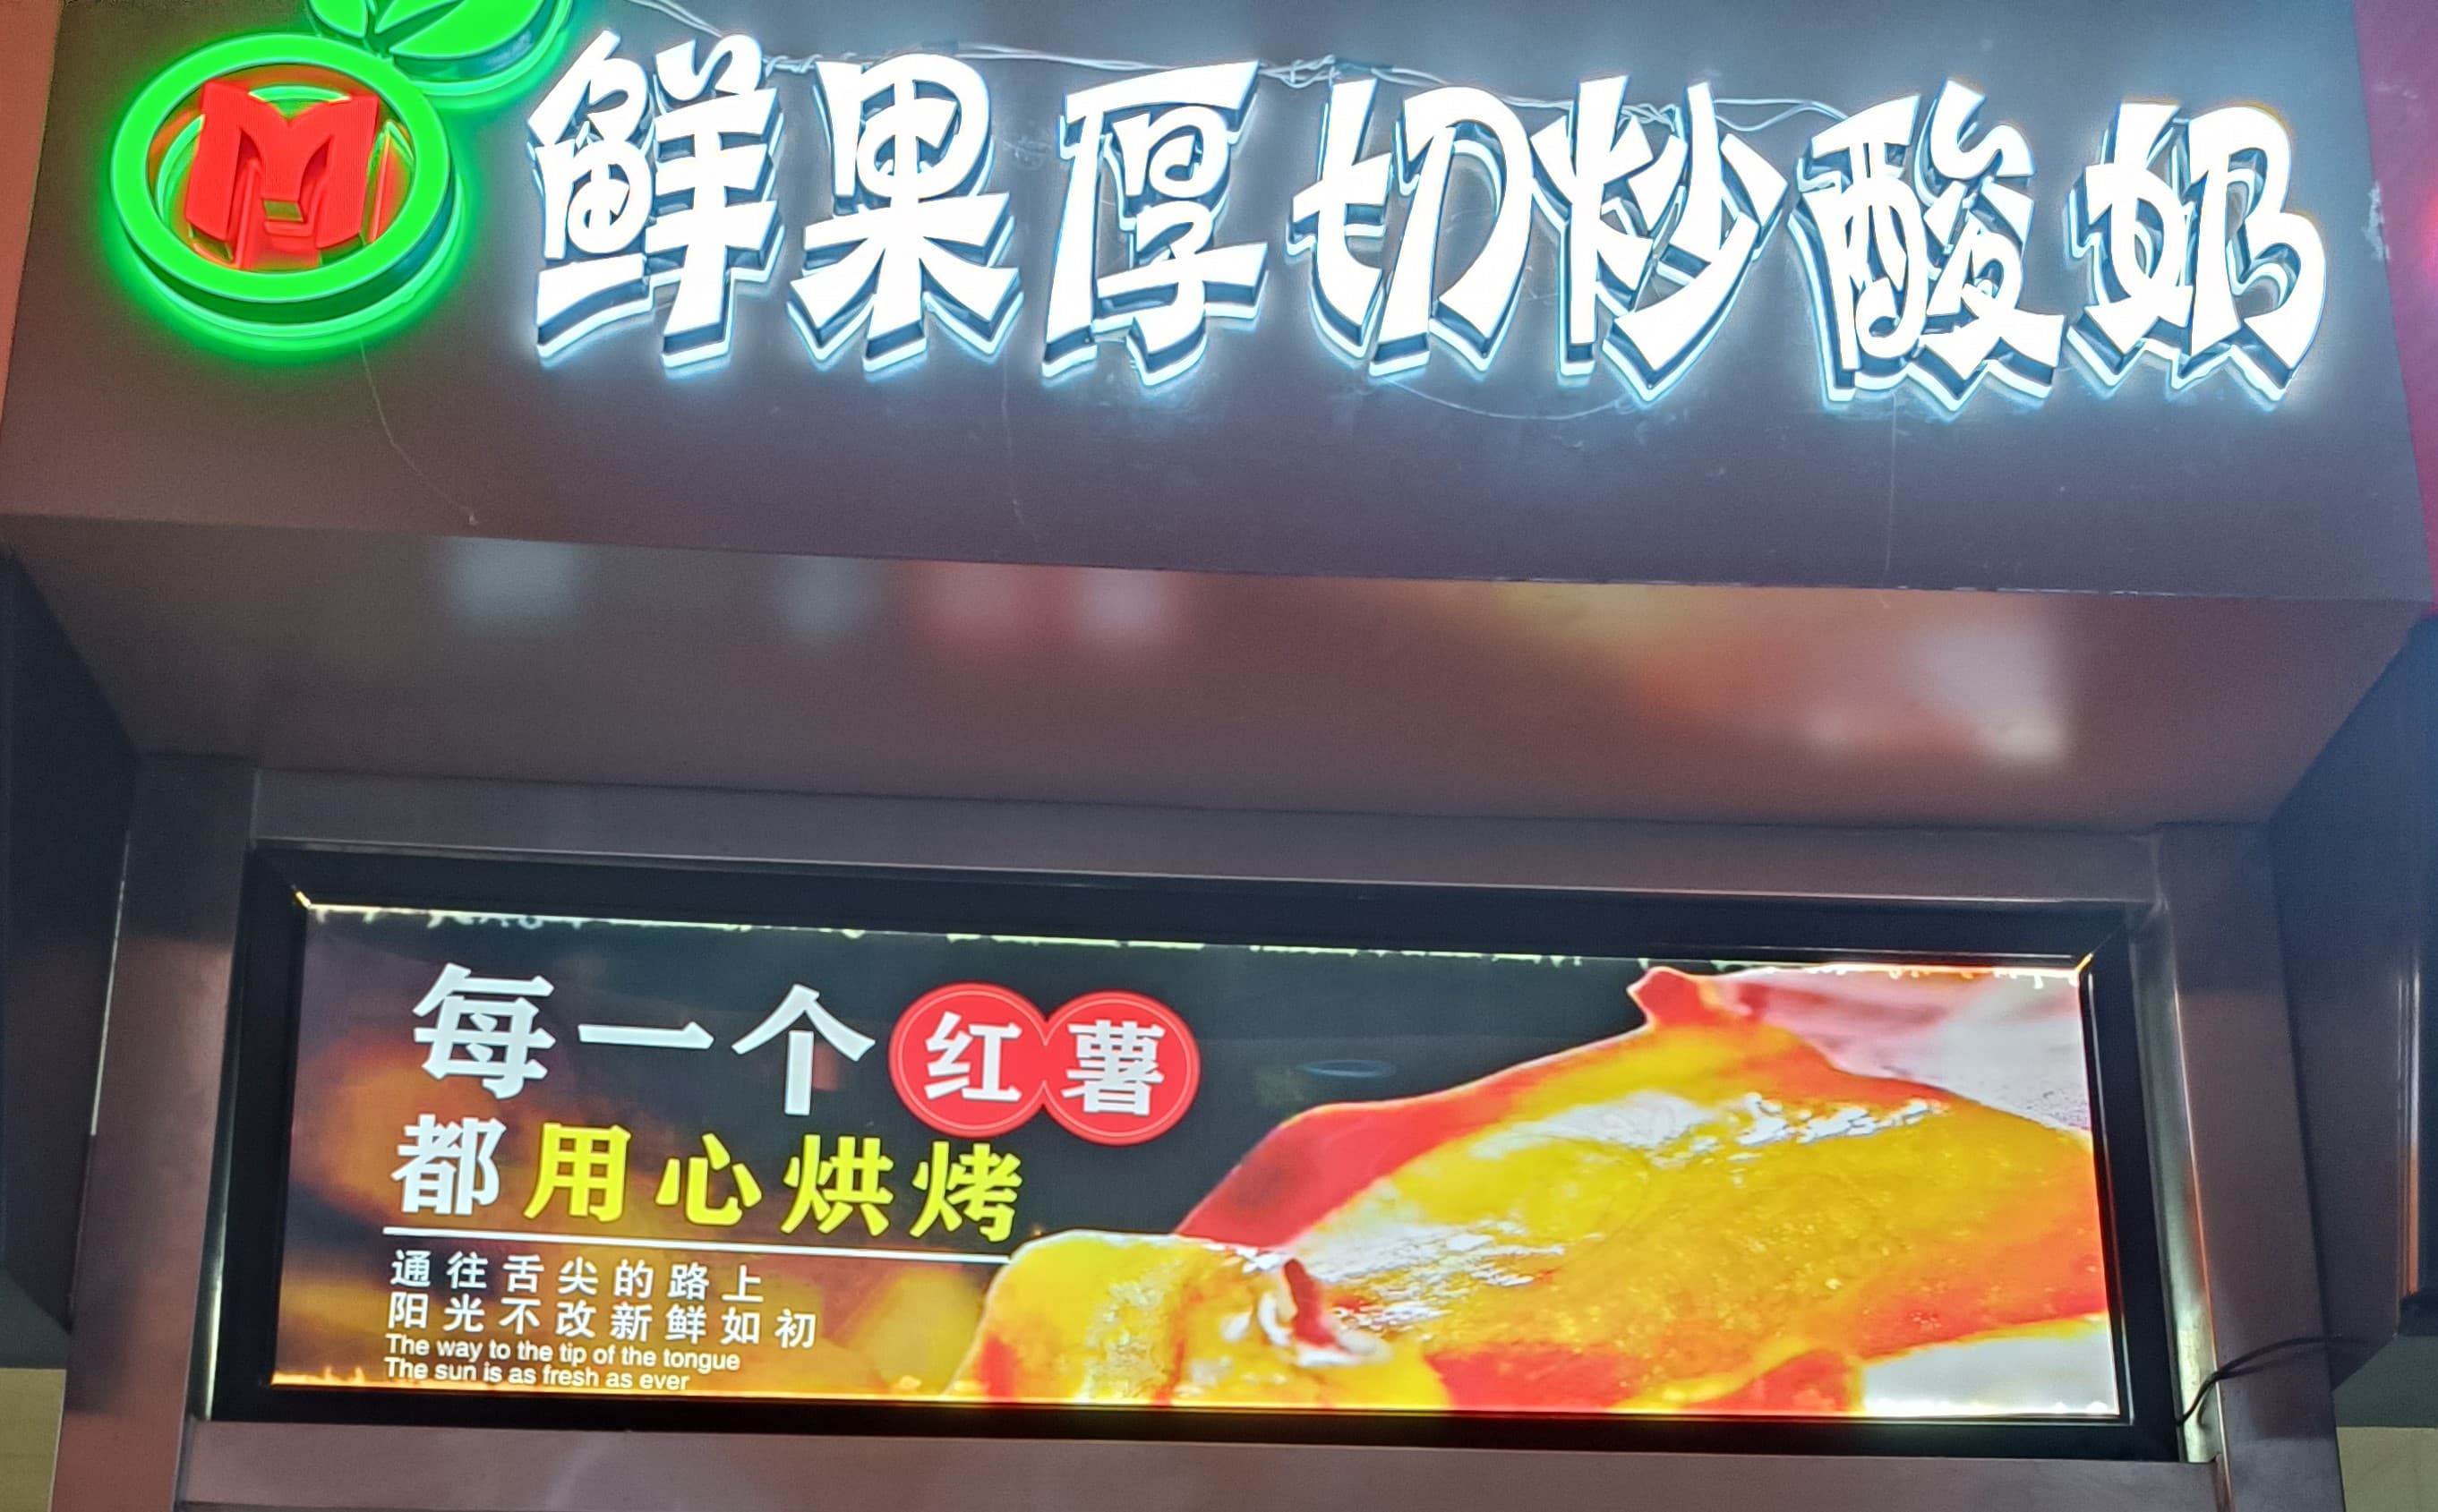 M
鲜果厚切炒酸奶
每一个红薯
都用心烘烤
通往舌尖的路上
阳光不改新鲜如初
The way to the tip of the tongue
The sun is as fresh as ever